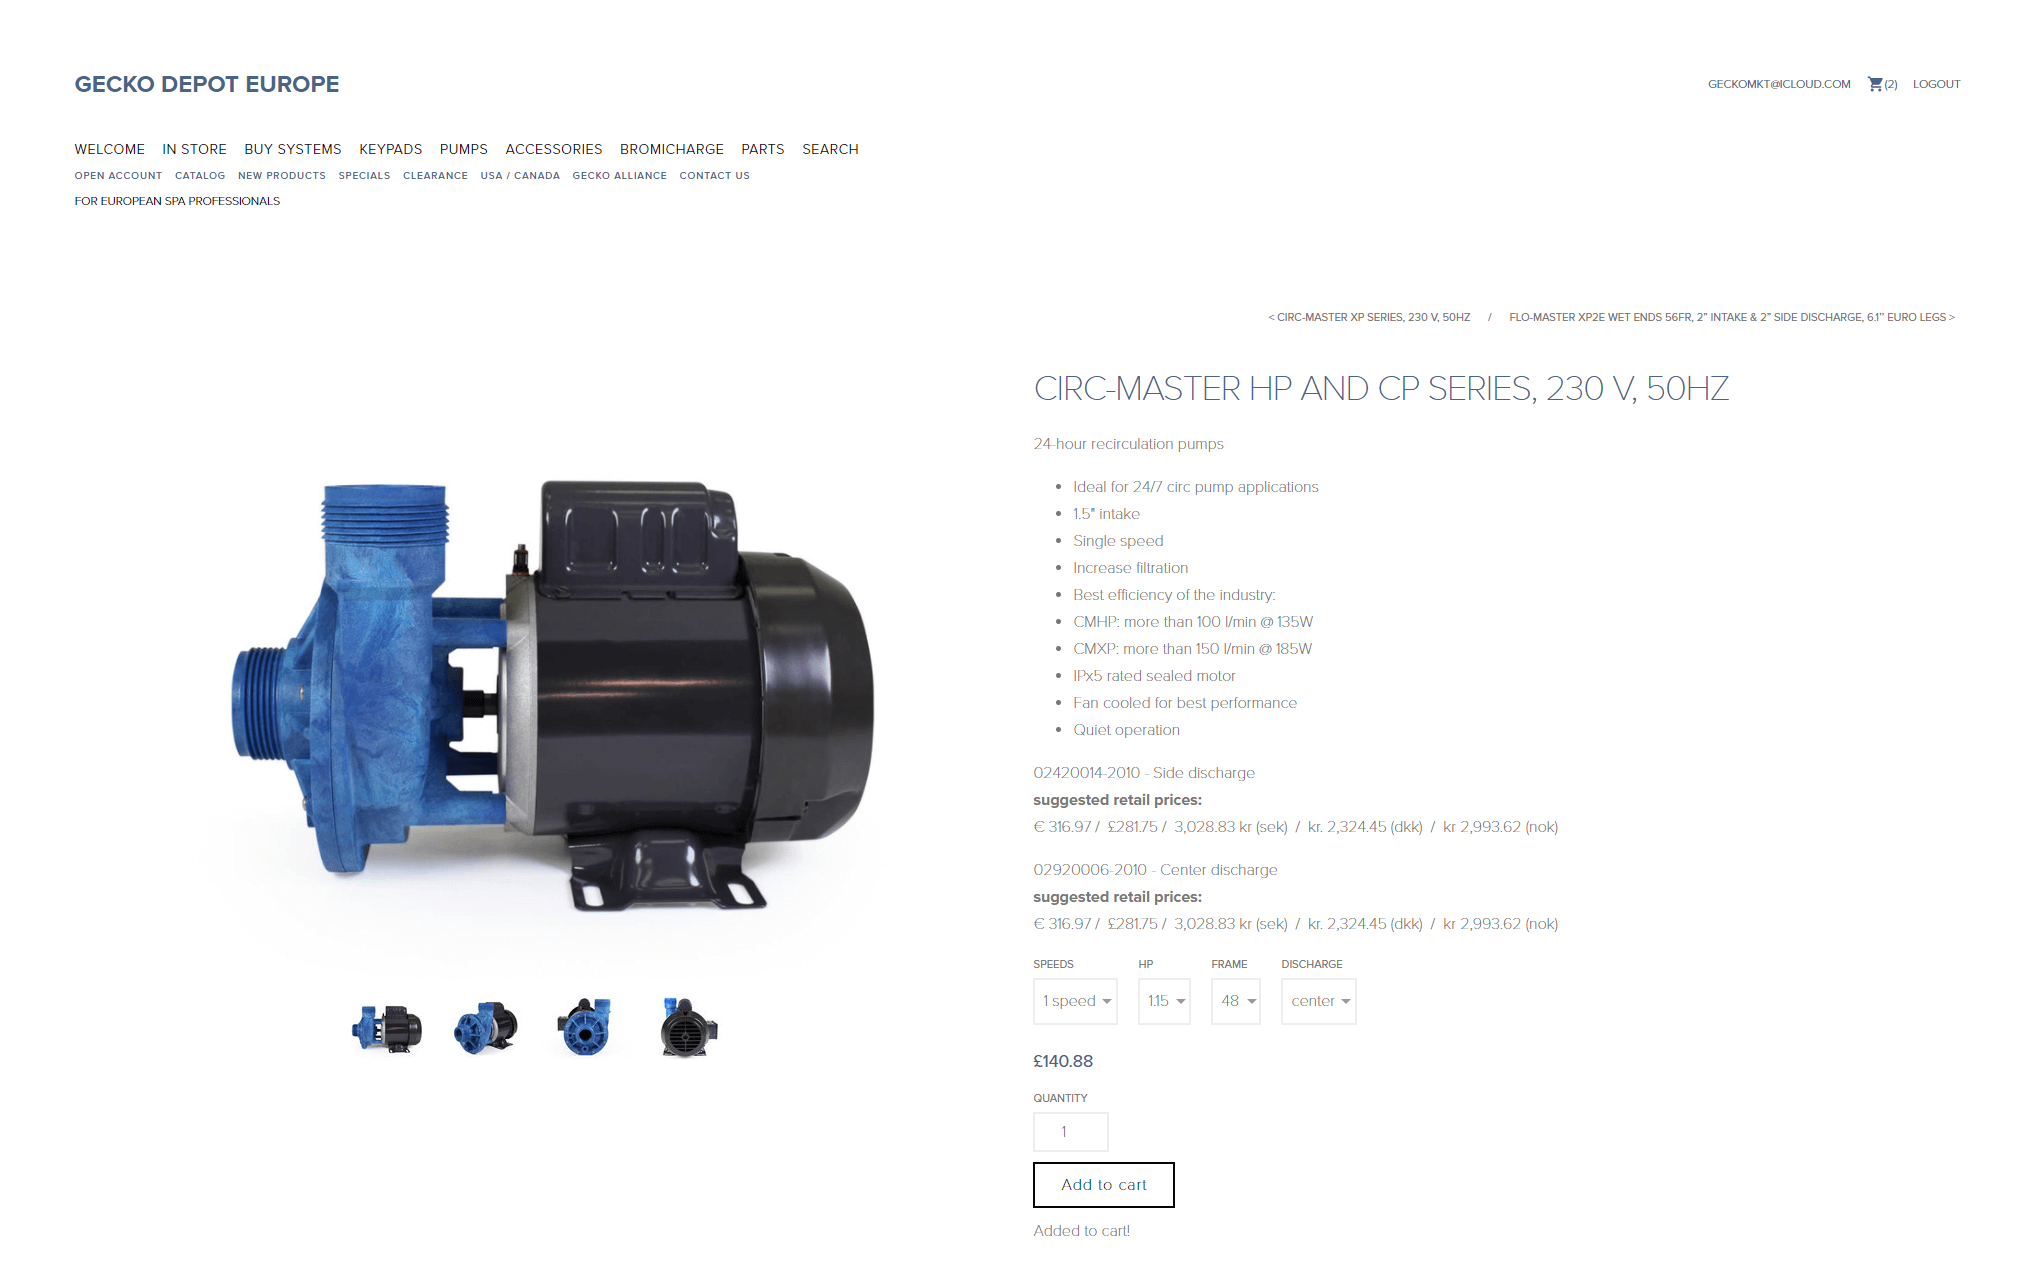 GECKO DEPOT EUROPE
GECKOMKT@ICLOUD.COM (2) LOGOUT
WELCOME IN STORE BUY SYSTEMS KEYPADS PUMPS ACCESSORIES BROMICHARGE PARTS SEARCH
OPEN ACCOUNT CATALOG NEW PRODUCTS SPECIALS CLEARANCE USA / CANADA GECKO ALLIANCE CONTACT US
FOR EUROPEAN SPA PROFESSIONALS
< CIRC-MASTER XP SERIES, 230 V, 50HZ / FLO-MASTER XP2E WET ENDS 56FR, 2" INTAKE & 2" SIDE DISCHARGE, 6.1" EURO LEGS >
CIRC-MASTER HP AND CP SERIES, 230 V, 50HZ
24-hour recirculation pumps
• Ideal for 24/7 circ pump applications
• 1.5" intake
• Single speed
• Increase filtration
• Best efficiency of the industry:
• CMHP: more than 100 l/min @ 135W
• CMXP: more than 150 l/min @ 185W
• IPx5 rated sealed motor
• Fan cooled for best performance
• Quiet operation
02420014-2010 - Side discharge
suggested retail prices:
€ 316.97 / £281.75 / 3,028.83 kr (sek) / kr. 2,324.45 (dkk) / kr 2,993.62 (nok)
02920006-2010 - Center discharge
suggested retail prices:
€ 316.97 / £281.75 / 3,028.83 kr (sek) / kr. 2,324.45 (dkk) / kr 2,993.62 (nok)
SPEEDS HP FRAME DISCHARGE
1 speed 1.15 48 center
£140.88
QUANTITY
1
Add to cart
Added to cart!